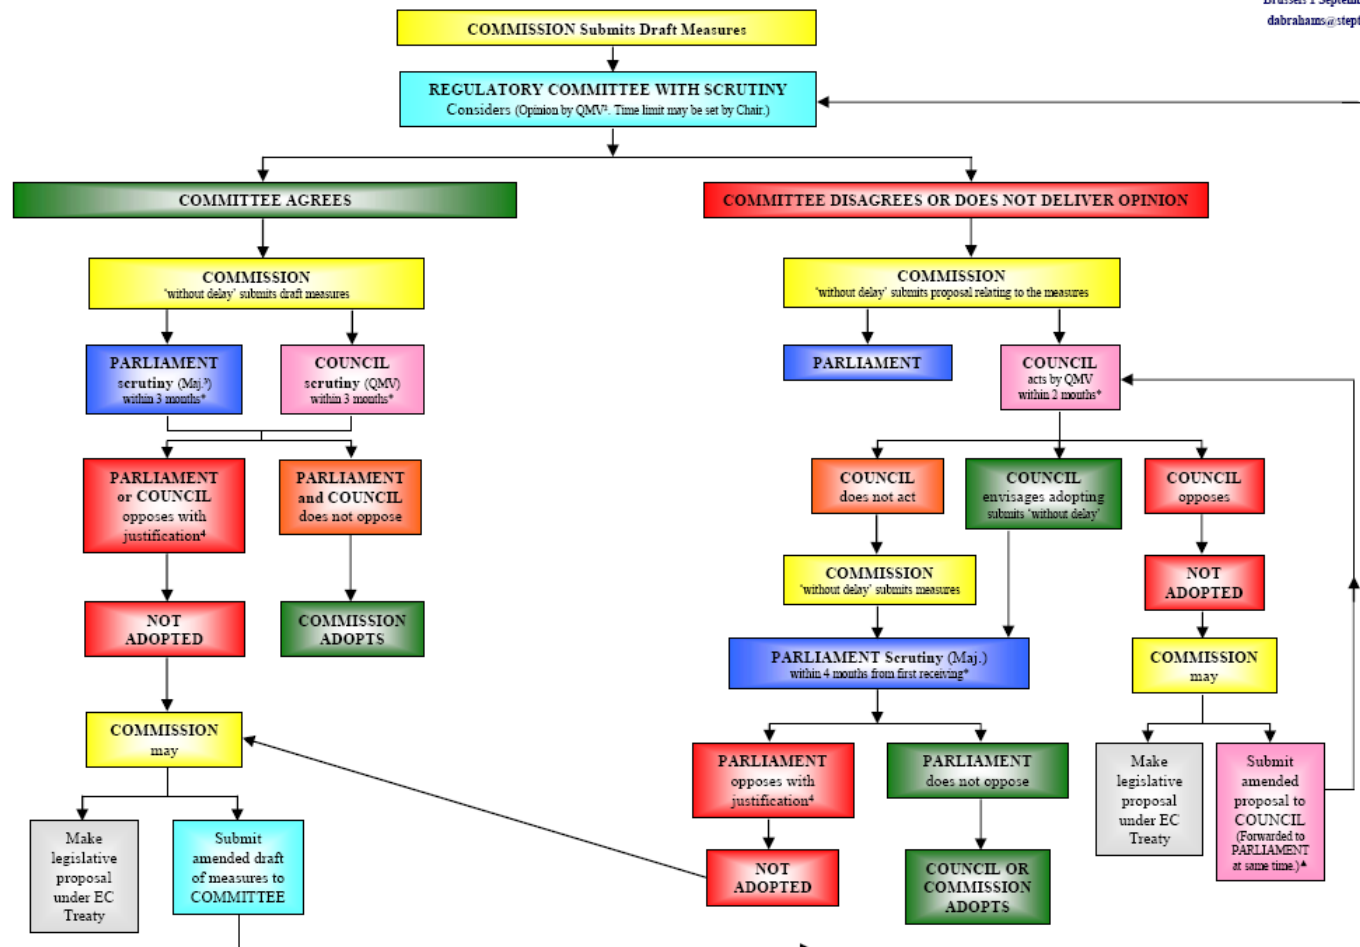 Brussels 1
dabrahams@
COMMISSION Submits Draft Measures
REGULATORY COMMITTEE WITH SCRUTINY
Considers (Opinion by QMV². Time limit may be set by Chair.)
COMMITTEE AGREES
COMMITTEE DISAGREES OR DOES NOT DELIVER OPINION
COMMISSION
'without delay' submits draft measures
COMMISSION
'without delay' submits proposal relating to the measures
PARLIAMENT
scrutiny (Maj.³)
within 3 months*
COUNCIL
scrutiny (QMV)
within 3 months*
PARLIAMENT
COUNCIL
acts by QMV
within 2 months*
PARLIAMENT
or COUNCIL
opposes with
justification⁴
PARLIAMENT
and COUNCIL
does not oppose
COUNCIL
does not act
COUNCIL
envisages adopting
submits 'without delay'
COUNCIL
opposes
COMMISSION
'without delay' submits measures
NOT
ADOPTED
NOT
ADOPTED
COMMISSION
ADOPTS
PARLIAMENT Scrutiny (Maj.)
within 4 months from first receiving*
COMMISSION
may
COMMISSION
may
PARLIAMENT
opposes with
justification⁴
PARLIAMENT
does not oppose
Make
legislative
proposal
under EC
Treaty
Submit
amended
proposal to
COUNCIL
(Forwarded to
PARLIAMENT
at same time.)▲
Make
legislative
proposal
under EC
Treaty
Submit
amended draft
of measures to
COMMITTEE
NOT
ADOPTED
COUNCIL OR
COMMISSION
ADOPTS